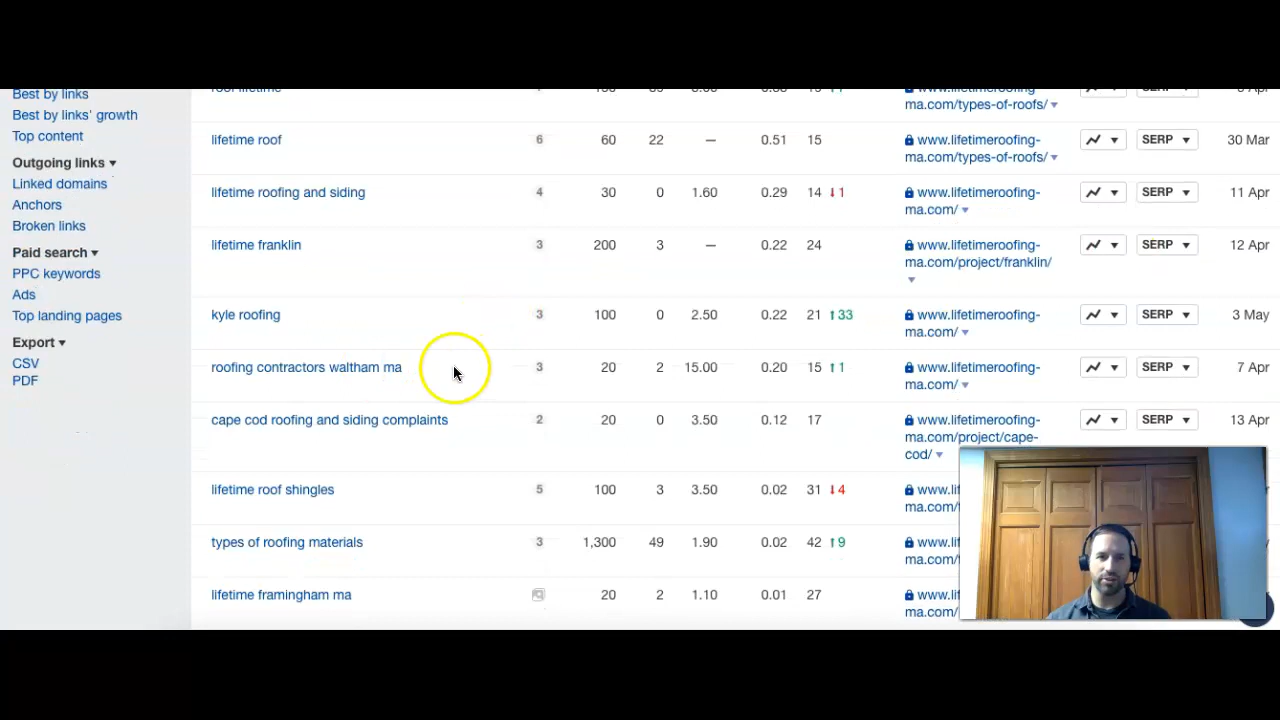 Best by links
Best by links' growth
Top content
Outgoing links
Linked domains
Anchors
Broken links
Paid search
PPC keywords
Ads
Top landing pages
Export
CSV
PDF
ma.com/types-of-roofs/
lifetime roof 6 60 22 — 0.51 15 www.lifetimeroofing- SERP 30 Mar
ma.com/types-of-roofs/
lifetime roofing and siding 4 30 0 1.60 0.29 14 ↓1 www.lifetimeroofing- SERP 11 Apr
ma.com/
lifetime franklin 3 200 3 — 0.22 24 www.lifetimeroofing- SERP 12 Apr
ma.com/project/franklin/
kyle roofing 3 100 0 2.50 0.22 21 ↑33 www.lifetimeroofing- SERP 3 May
ma.com/
roofing contractors waltham ma 3 20 2 15.00 0.20 15 ↑1 www.lifetimeroofing- SERP 7 Apr
ma.com/
cape cod roofing and siding complaints 2 20 0 3.50 0.12 17 www.lifetimeroofing- SERP 13 Apr
ma.com/project/cape-
cod/
lifetime roof shingles 5 100 3 3.50 0.02 31 ↓4 www.lif
ma.com/
types of roofing materials 3 1,300 49 1.90 0.02 42 ↑9 www.lif
ma.com/
lifetime framingham ma 20 2 1.10 0.01 27 www.lif
ma.com/